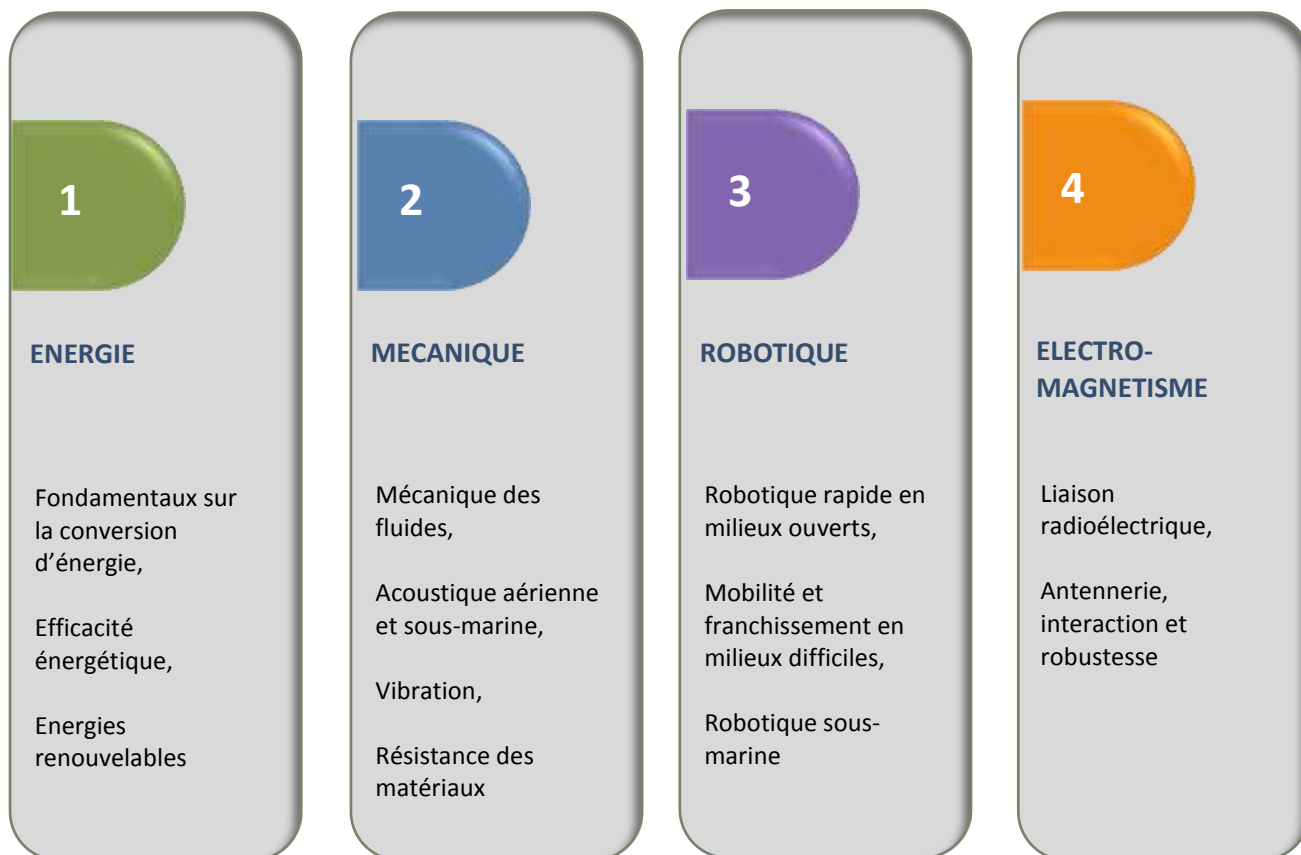 1
ENERGIE
Fondamentaux sur
la conversion
d’énergie,
Efficacité
énergétique,
Energies
renouvelables
2
MECANIQUE
Mécanique des
fluides,
Acoustique aérienne
et sous-marine,
Vibration,
Résistance des
matériaux
3
ROBOTIQUE
Robotique rapide en
milieux ouverts,
Mobilité et
franchissement en
milieux difficiles,
Robotique sous-
marine
4
ELECTRO-
MAGNETISME
Liaison
radioélectrique,
Antennerie,
interaction et
robustesse